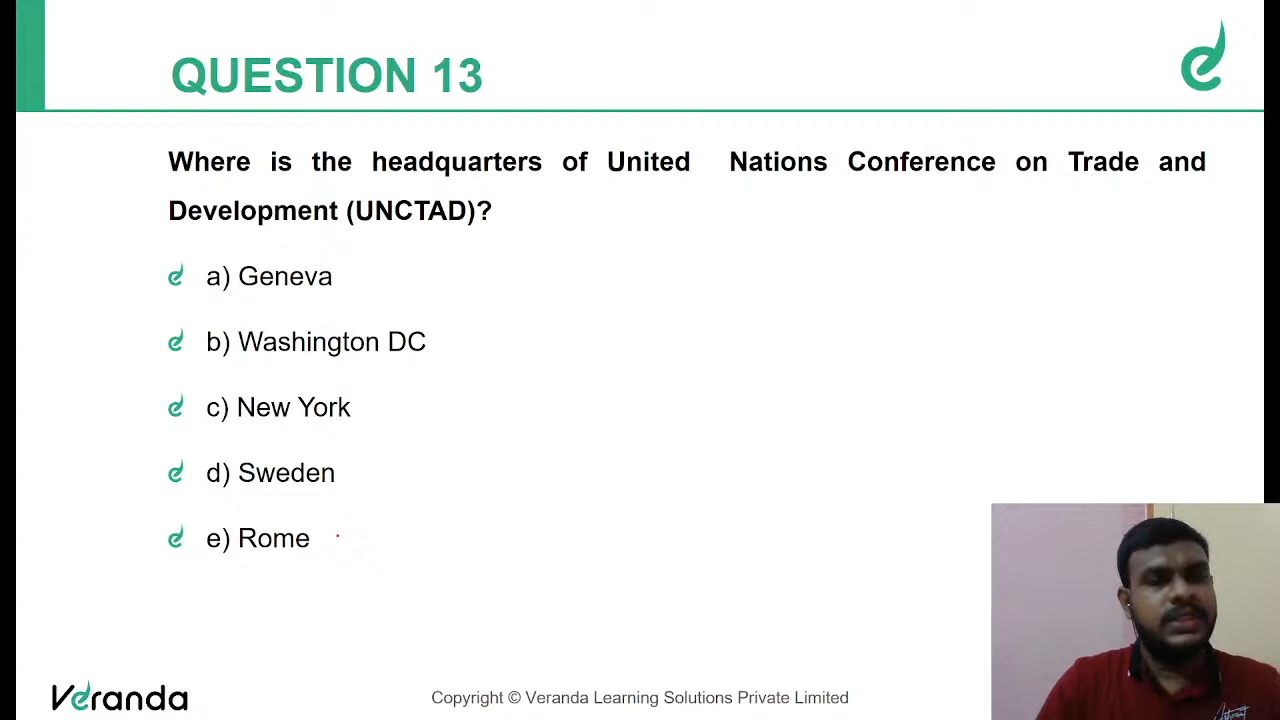 QUESTION 13
Where is the headquarters of United Nations Conference on Trade and
Development (UNCTAD)?
a) Geneva
b) Washington DC
c) New York
d) Sweden
e) Rome
Veranda
Copyright © Veranda Learning Solutions Private Limited